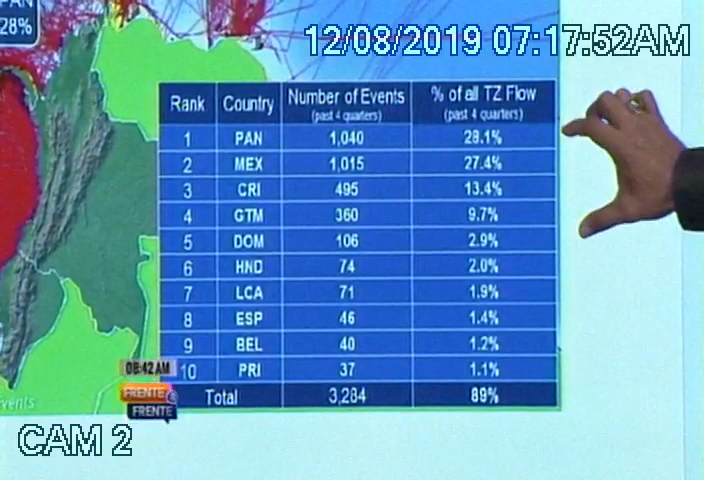 PAN
28%
12/08/2019 07:17:52AM
Rank Country Number of Events (past 4 quarters) % of all TZ Flow (past 4 quarters)
1 PAN 1,040 28.1%
2 MEX 1,015 27.4%
3 CRI 495 13.4%
4 GTM 360 9.7%
5 DOM 106 2.9%
6 HND 74 2.0%
7 LCA 71 1.9%
8 ESP 46 1.4%
9 BEL 40 1.2%
10 PRI 37 1.1%
Total 3,284 89%
08:42AM
FRENTE a
FRENTE
vents
CAM 2